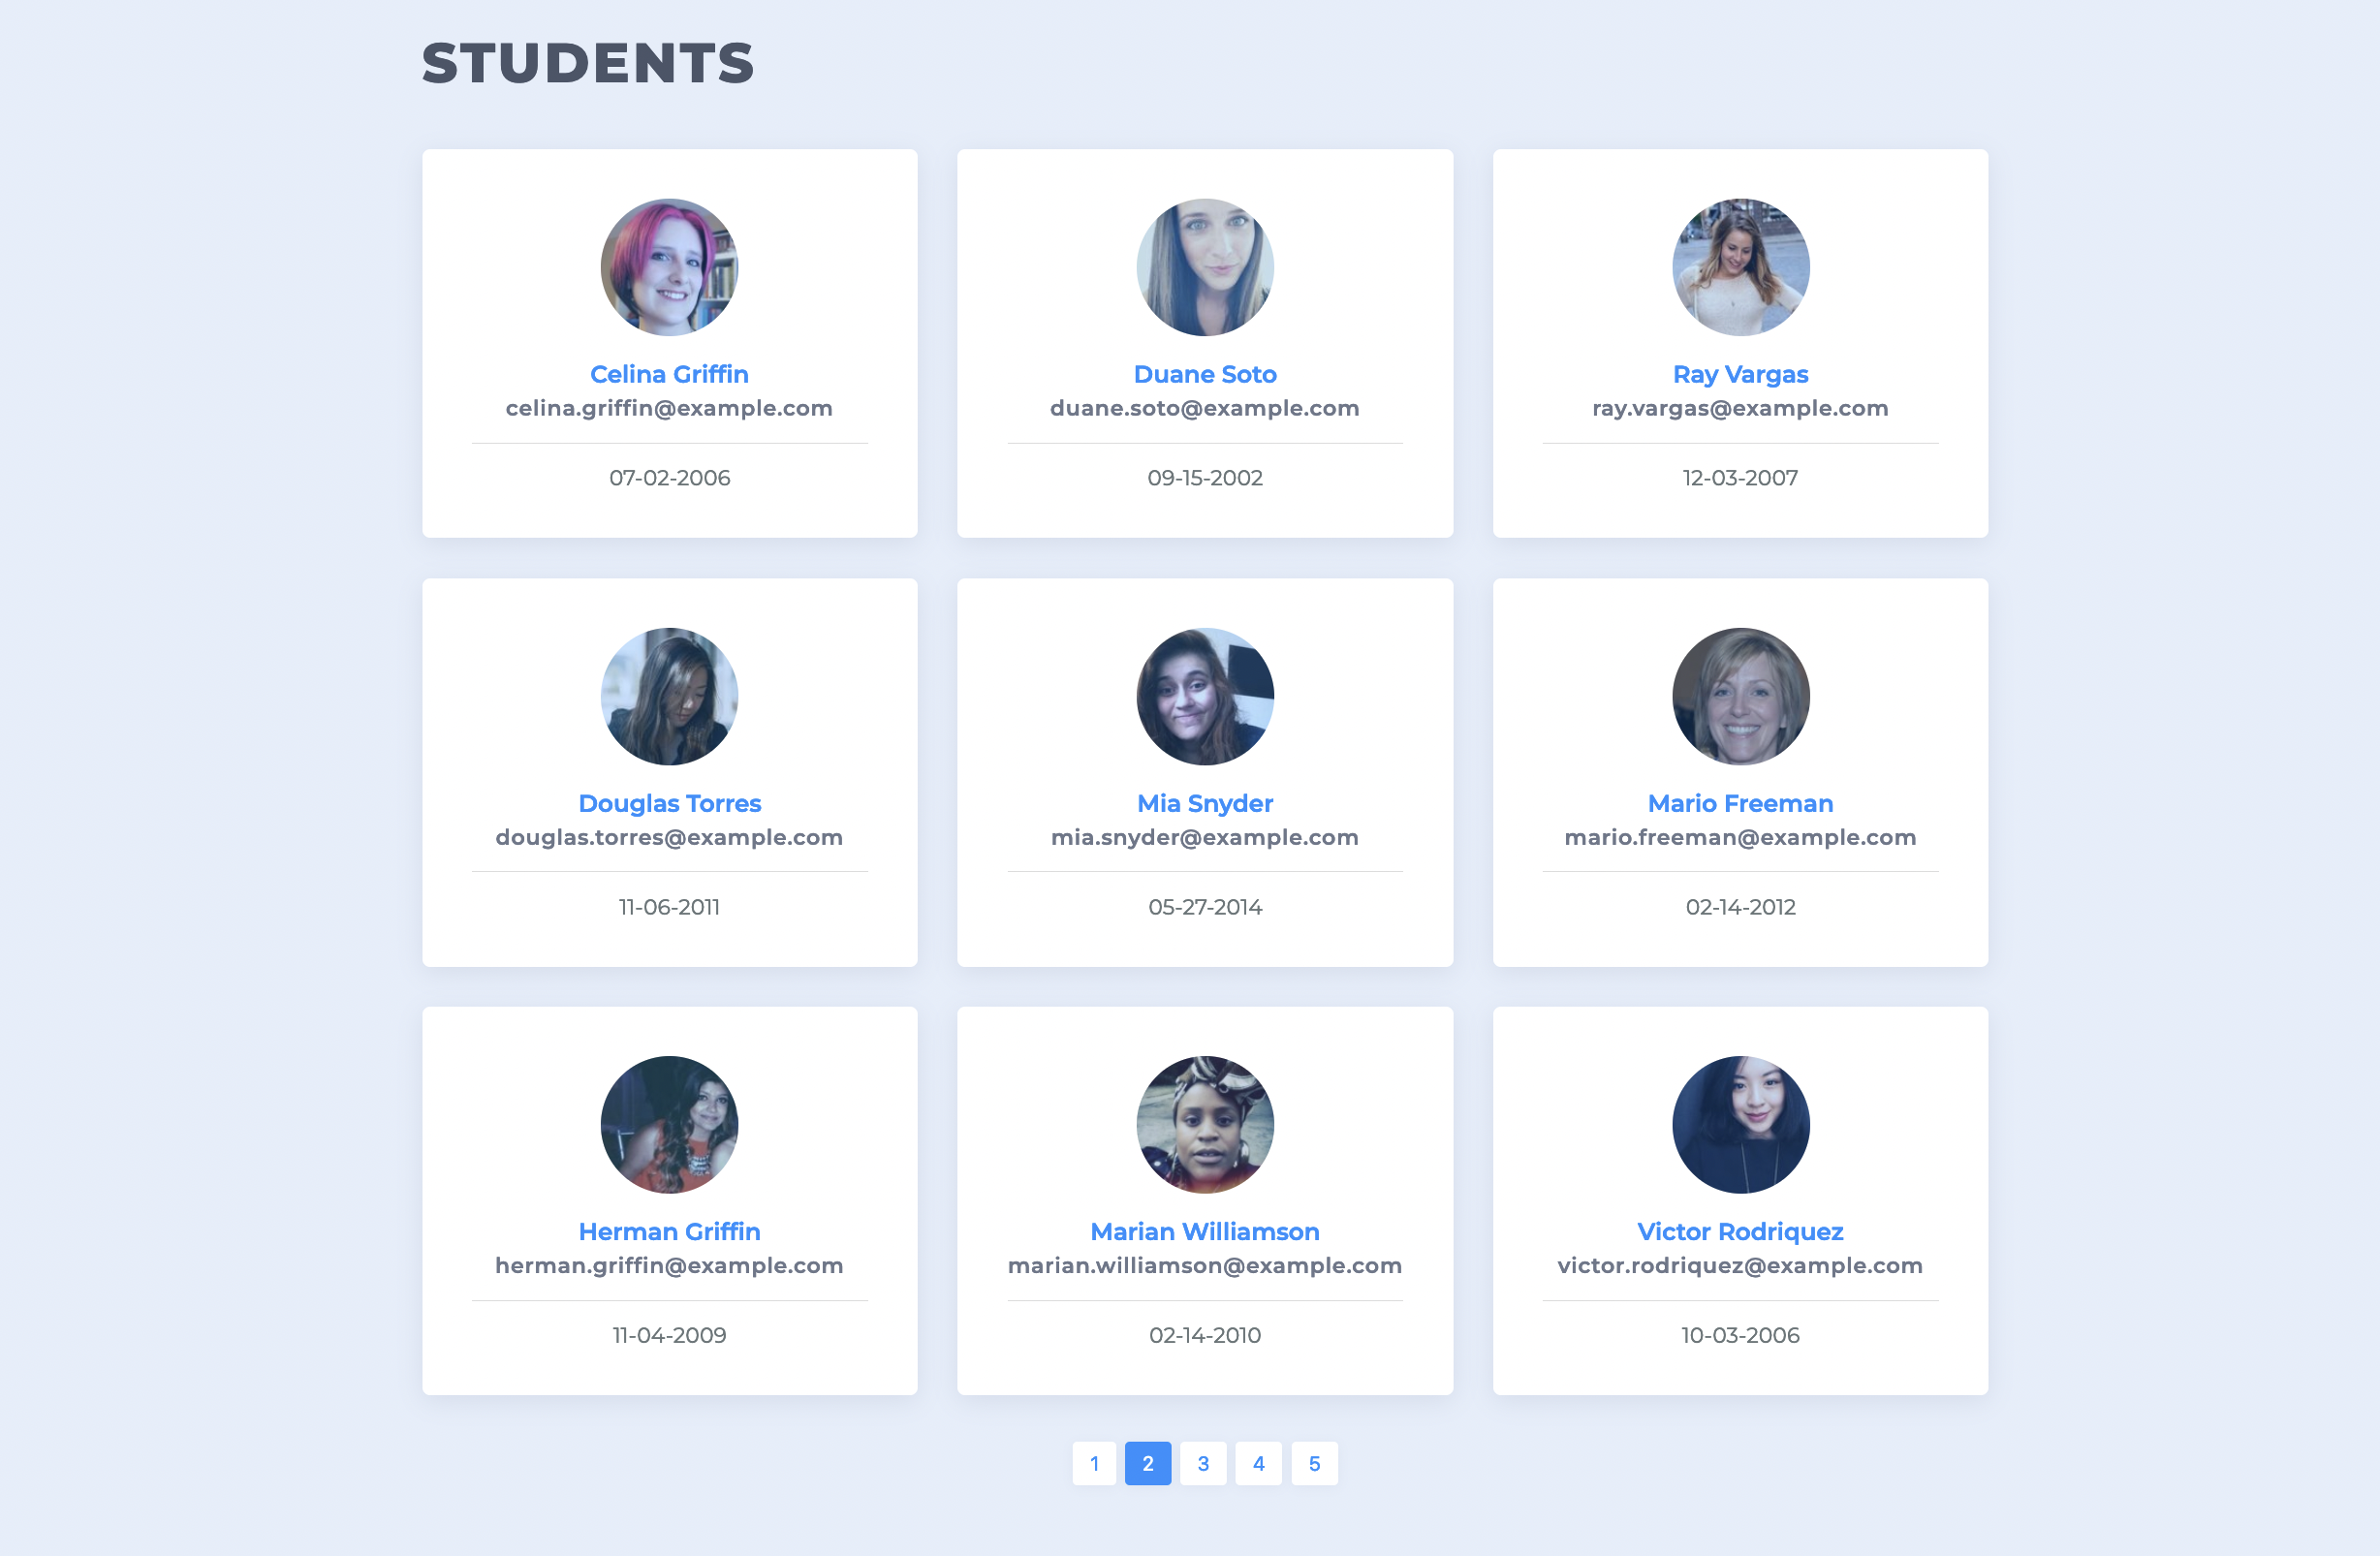 STUDENTS
Celina Griffin
celina.griffin@example.com
07-02-2006
Duane Soto
duane.soto@example.com
09-15-2002
Ray Vargas
ray.vargas@example.com
12-03-2007
Douglas Torres
douglas.torres@example.com
11-06-2011
Mia Snyder
mia.snyder@example.com
05-27-2014
Mario Freeman
mario.freeman@example.com
02-14-2012
Herman Griffin
herman.griffin@example.com
11-04-2009
Marian Williamson
marian.williamson@example.com
02-14-2010
Victor Rodriquez
victor.rodriquez@example.com
10-03-2006
1 2 3 4 5